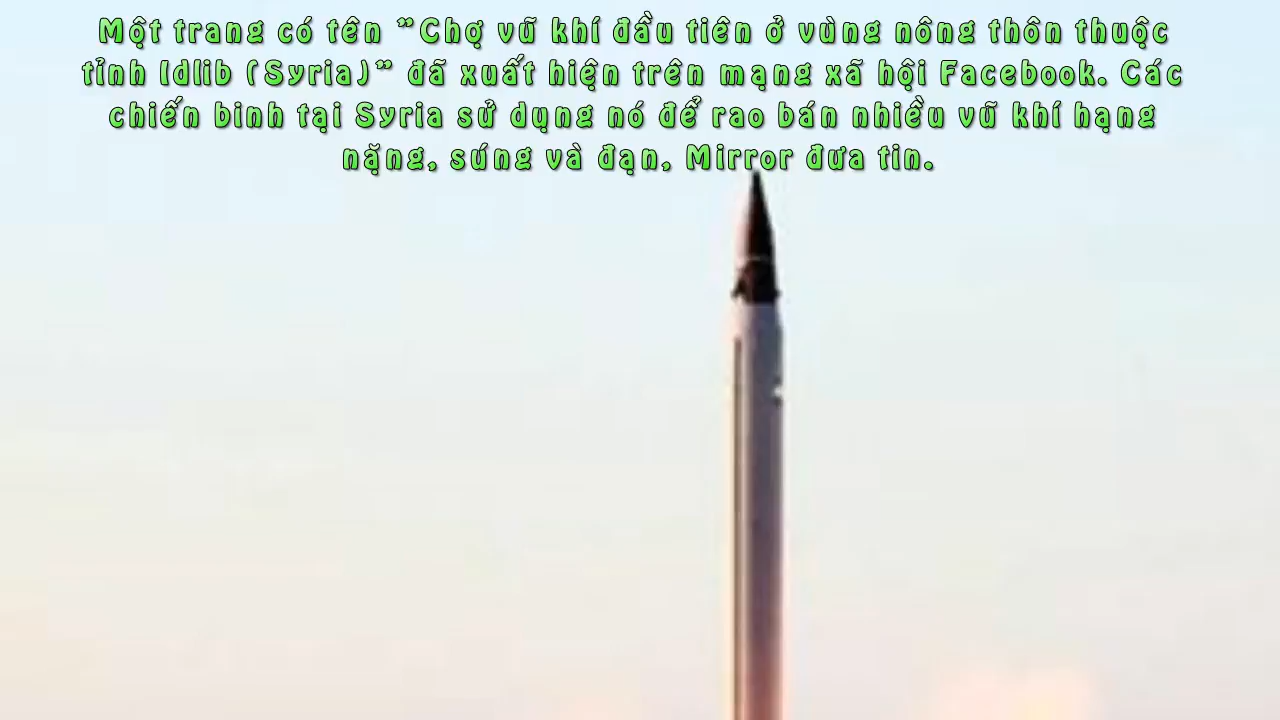 Một trang có tên "Chợ vũ khí đầu tiên ở vùng nông thôn thuộc
tỉnh Idlib (Syria)" đã xuất hiện trên mạng xã hội Facebook. Các
chiến binh tại Syria sử dụng nó để rao bán nhiều vũ khí hạng
nặng, súng và đạn, Mirror đưa tin.